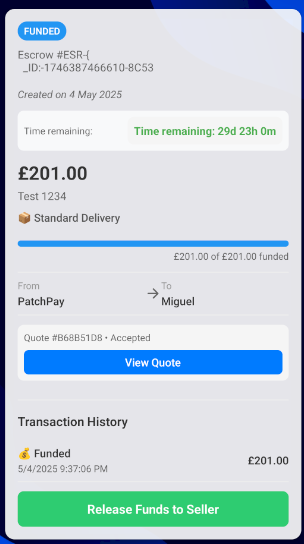 FUNDED
Escrow #ESR-{
_ID:-1746387466610-8C53
Created on 4 May 2025
Time remaining: Time remaining: 29d 23h 0m
£201.00
Test 1234
📦 Standard Delivery
£201.00 of £201.00 funded
From → To
PatchPay Miguel
Quote #B68B51D8 • Accepted
View Quote
Transaction History
💰 Funded £201.00
5/4/2025 9:37:06 PM
Release Funds to Seller